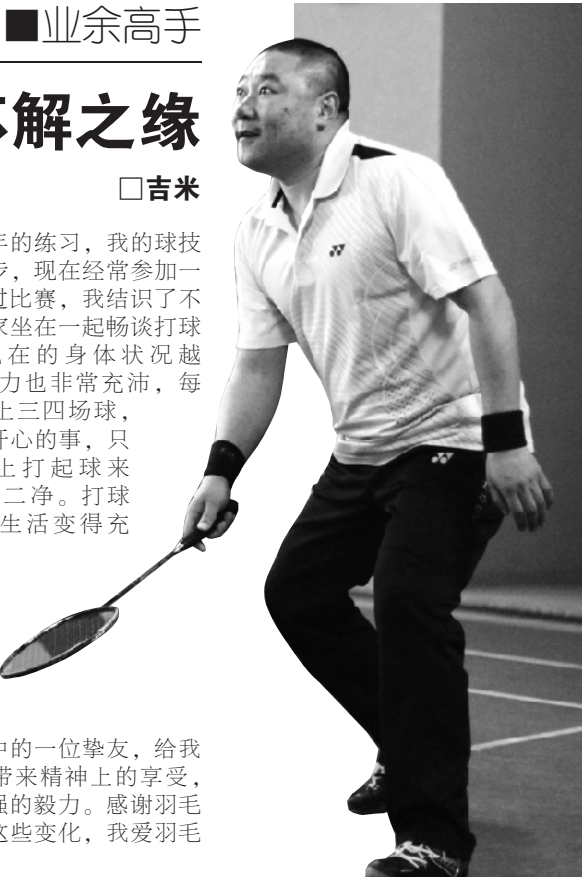 ■业余高手
不解之缘
□吉米
年的练习，我的球技
步，现在经常参加一
过比赛，我结识了不
家坐在一起畅谈打球
现在的身体状况越
力也非常充沛，每
上三四场球，
开心的事，只
上打起球来
二净。打球
生活变得充
中的一位挚友，给我
带来精神上的享受，
强的毅力。感谢羽毛
这些变化，我爱羽毛